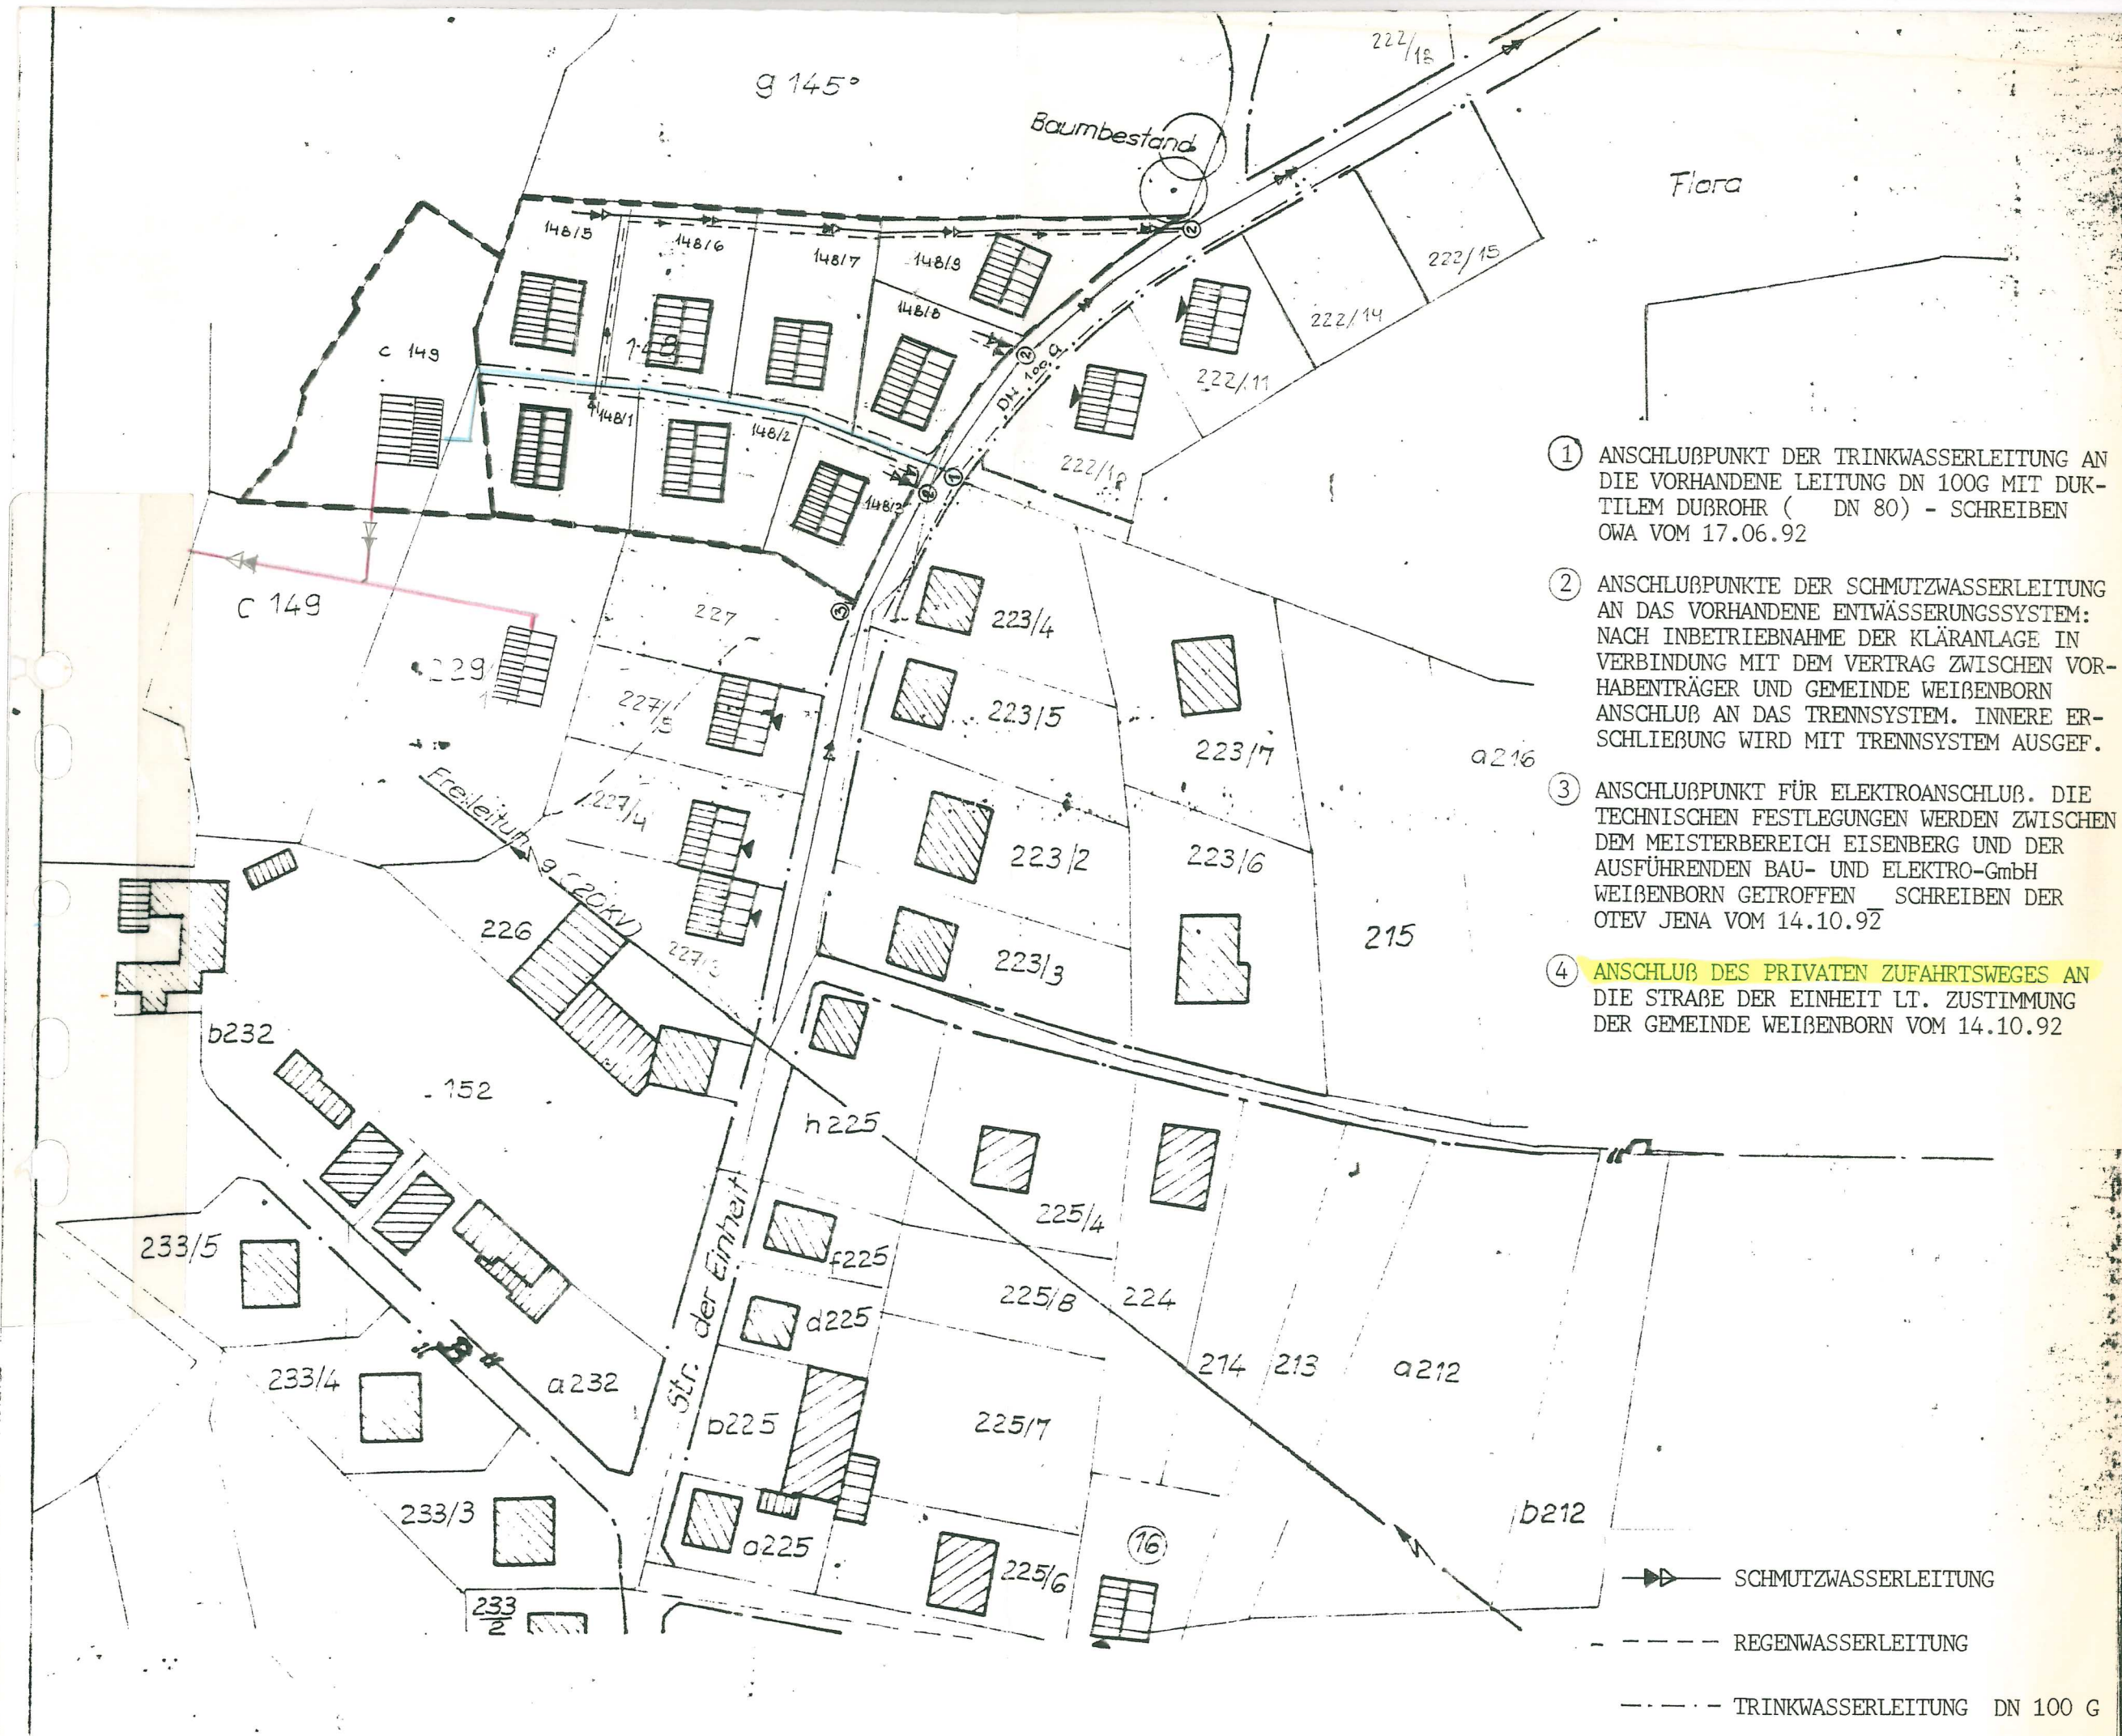 g 145°
222/18
Baumbestand
Flora
148/5
148/6
148/7
148/9
148/8
222/15
222/14
222/11
c 149
148/1
148/2
148/3
DN 100 G
2
2
2
1
3
C 149
227
229
223/4
223/5
223/7
a216
227/4
Freileitung (20KV)
223/2
223/6
226
223/3
215
b232
152
h225
225/4
233/5
f225
Str. der Einheit
225/8
224
d225
233/4
a232
214
213
a212
b225
225/7
233/3
a225
225/6
16
b212
233
2
① ANSCHLUßPUNKT DER TRINKWASSERLEITUNG AN
DIE VORHANDENE LEITUNG DN 100G MIT DUK-
TILEM DUßROHR ( DN 80) - SCHREIBEN
OWA VOM 17.06.92
② ANSCHLUßPUNKTE DER SCHMUTZWASSERLEITUNG
AN DAS VORHANDENE ENTWÄSSERUNGSSYSTEM:
NACH INBETRIEBNAHME DER KLÄRANLAGE IN
VERBINDUNG MIT DEM VERTRAG ZWISCHEN VOR-
HABENTRÄGER UND GEMEINDE WEIßENBORN
ANSCHLUß AN DAS TRENNSYSTEM. INNERE ER-
SCHLIEßUNG WIRD MIT TRENNSYSTEM AUSGEF.
③ ANSCHLUßPUNKT FÜR ELEKTROANSCHLUß. DIE
TECHNISCHEN FESTLEGUNGEN WERDEN ZWISCHEN
DEM MEISTERBEREICH EISENBERG UND DER
AUSFÜHRENDEN BAU- UND ELEKTRO-GmbH
WEIßENBORN GETROFFEN _ SCHREIBEN DER
OTEV JENA VOM 14.10.92
④ ANSCHLUß DES PRIVATEN ZUFAHRTSWEGES AN
DIE STRAßE DER EINHEIT LT. ZUSTIMMUNG
DER GEMEINDE WEIßENBORN VOM 14.10.92
SCHMUTZWASSERLEITUNG
REGENWASSERLEITUNG
TRINKWASSERLEITUNG DN 100 G